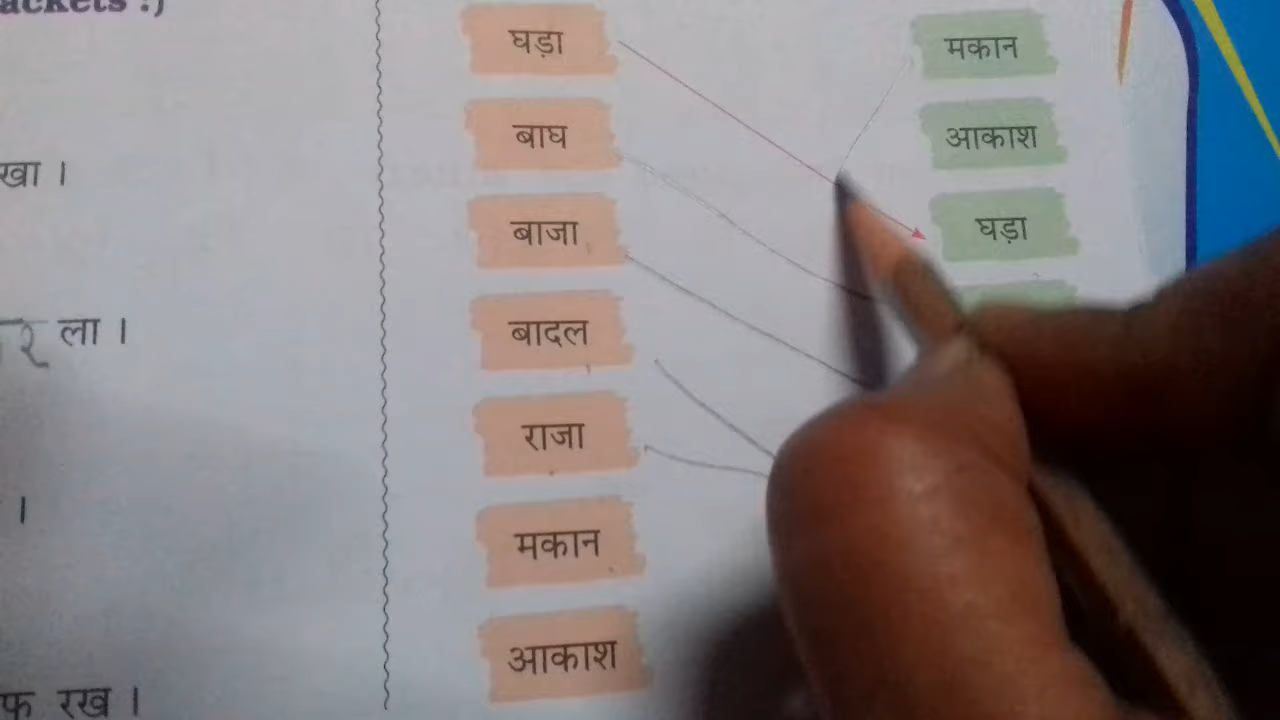 ackets :)
खा ।
र ला ।
।
फ रख ।
घड़ा
बाघ
बाजा
बादल
राजा
मकान
आकाश
मकान
आकाश
घड़ा